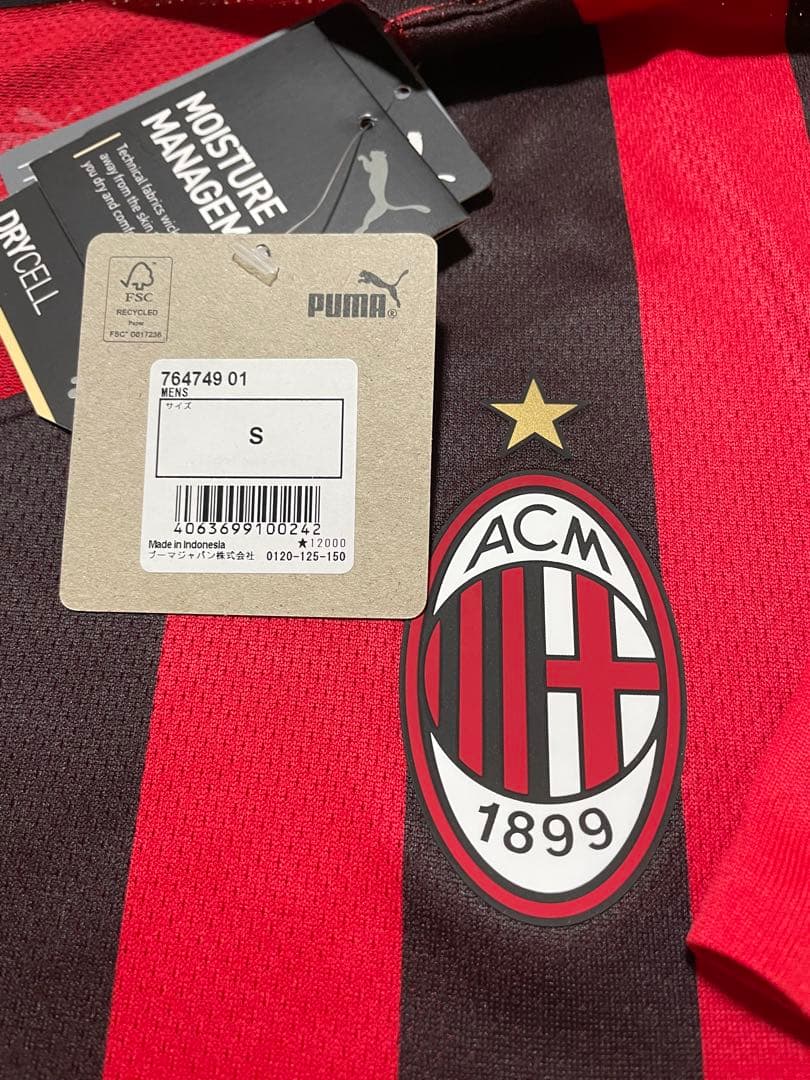 MOISTURE
MANAGEM
Technical fabrics wick
away from the skin
you dry and comf
DRYCELL
FSC
RECYCLED
Paper
PUMA®
764749 01
MENS
サイズ
S
4063699100242
Made in Indonesia ★12000
プーマジャパン株式会社 0120-125-150
ACM
1899